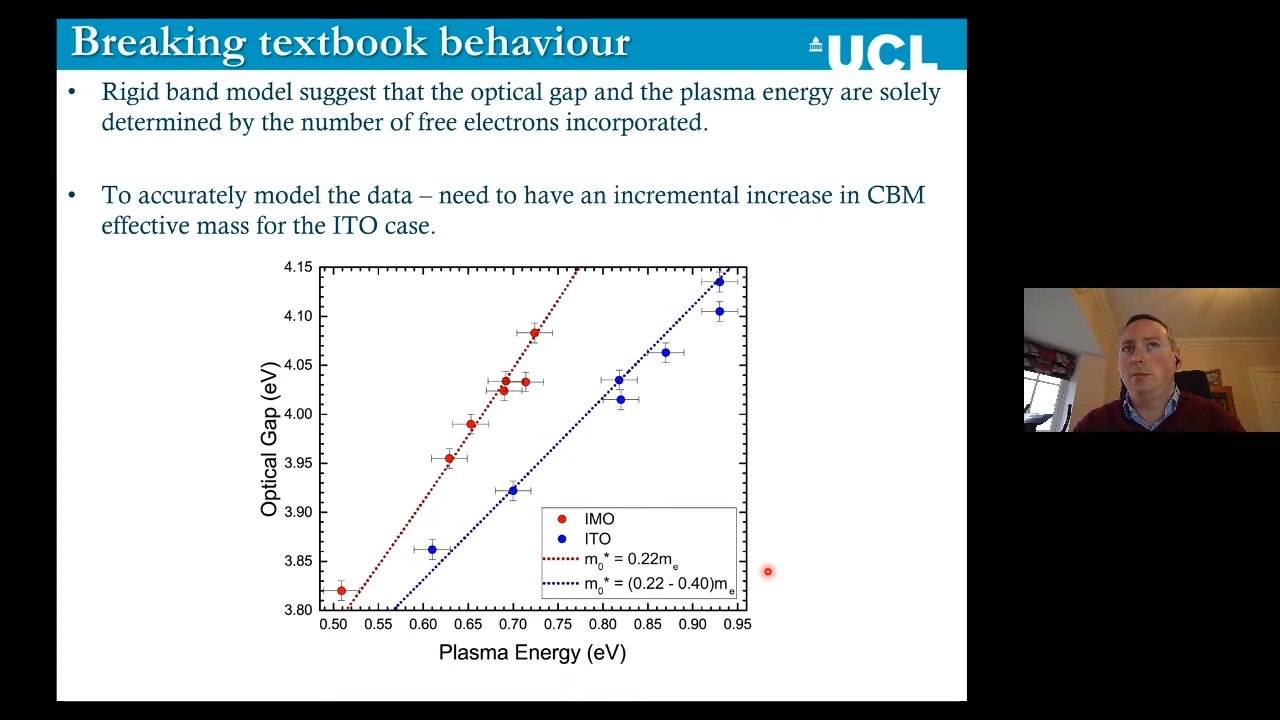 Breaking textbook behaviour
UCL
• Rigid band model suggest that the optical gap and the plasma energy are solely
determined by the number of free electrons incorporated.
• To accurately model the data – need to have an incremental increase in CBM
effective mass for the ITO case.
Optical Gap (eV)
4.15
4.10
4.05
4.00
3.95
3.90
3.85
3.80
IMO
ITO
m₀* = 0.22mₑ
m₀* = (0.22 - 0.40)mₑ
0.50 0.55 0.60 0.65 0.70 0.75 0.80 0.85 0.90 0.95
Plasma Energy (eV)